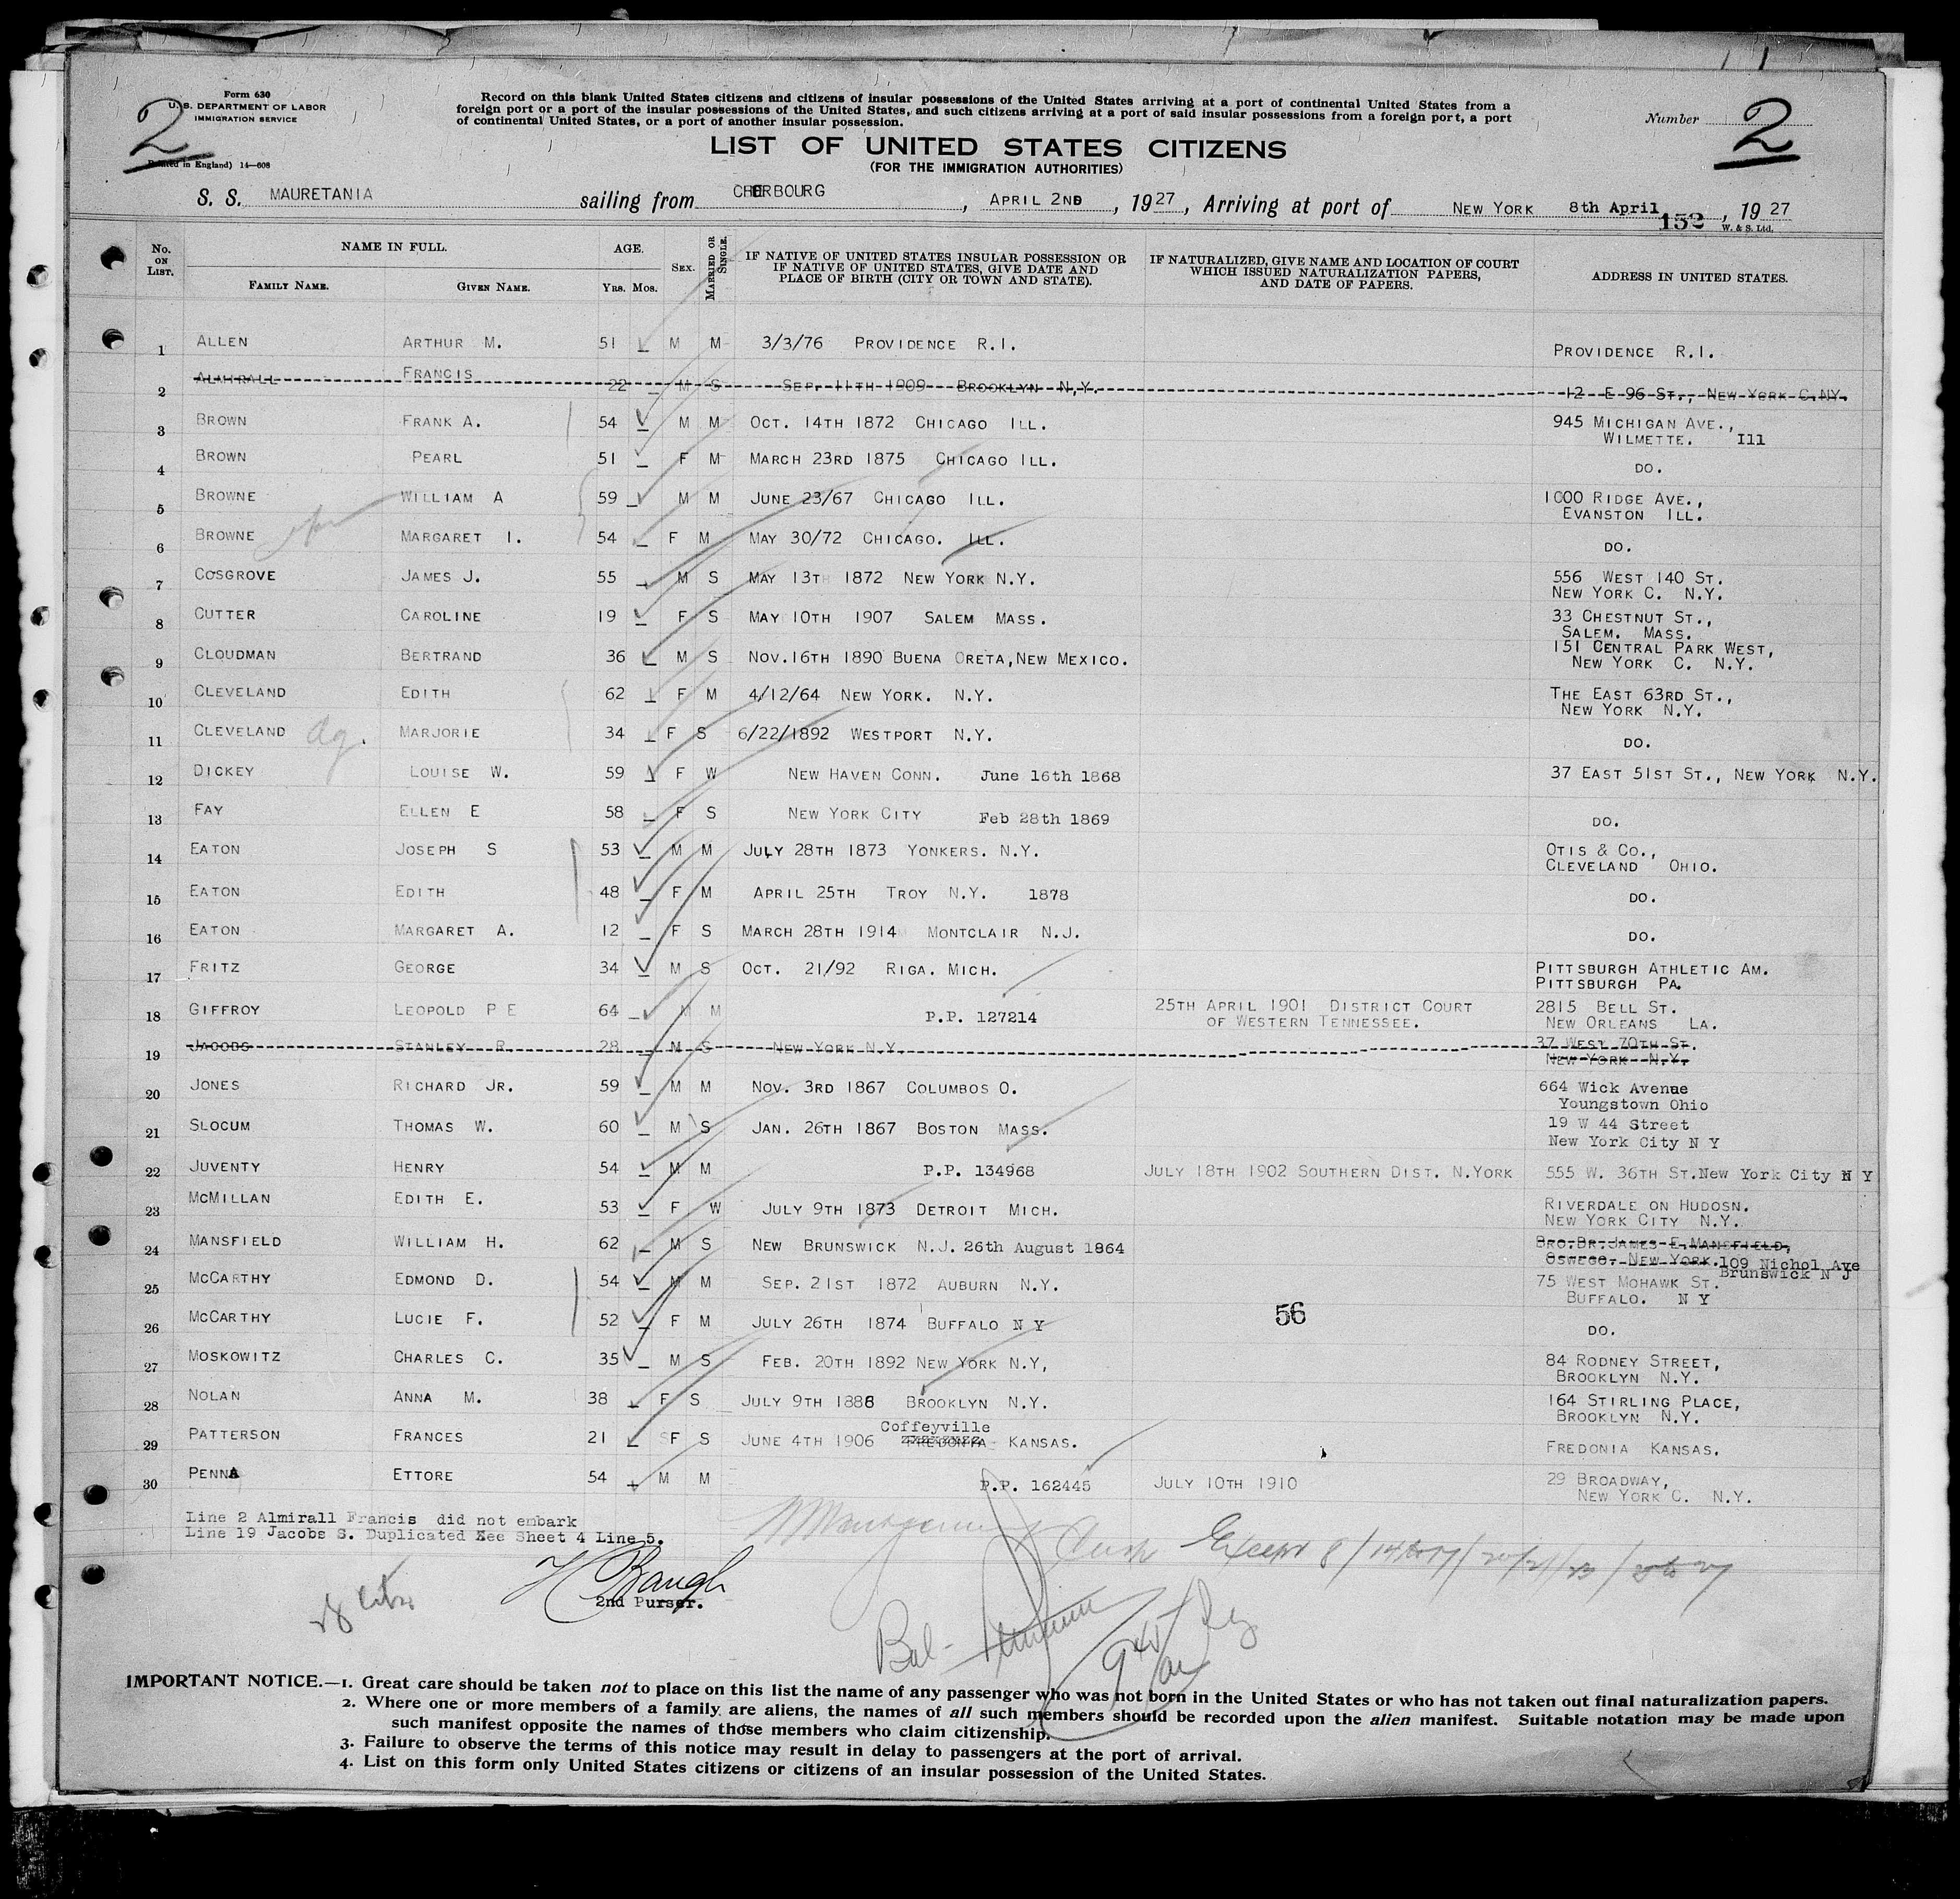 Form 630
U. S. DEPARTMENT OF LABOR
IMMIGRATION SERVICE
2
(Printed in England) 14—608
Record on this blank United States citizens and citizens of insular possessions of the United States arriving at a port of continental United States from a
foreign port or a port of the insular possessions of the United States, and such citizens arriving at a port of said insular possessions from a foreign port, a port
of continental United States, or a port of another insular possession.
Number 2
LIST OF UNITED STATES CITIZENS
(FOR THE IMMIGRATION AUTHORITIES)
S. S. MAURETANIA sailing from CHERBOURG, APRIL 2ND, 1927, Arriving at port of NEW YORK 8th April 152, 1927
W. & S. Ltd.
No. ON LIST. NAME IN FULL. FAMILY NAME. GIVEN NAME. AGE. YRS. MOS. SEX. MARRIED OR SINGLE. IF NATIVE OF UNITED STATES INSULAR POSSESSION OR IF NATIVE OF UNITED STATES, GIVE DATE AND PLACE OF BIRTH (CITY OR TOWN AND STATE). IF NATURALIZED, GIVE NAME AND LOCATION OF COURT WHICH ISSUED NATURALIZATION PAPERS, AND DATE OF PAPERS. ADDRESS IN UNITED STATES.
1 ALLEN ARTHUR M. 51 M M 3/3/76 PROVIDENCE R.I. PROVIDENCE R.I.
2 ALMIRALL FRANCIS 22 M S SEP. 11TH 1909 BROOKLYN N.Y. 12 E 96 ST., NEW YORK C.NY.
3 BROWN FRANK A. 54 M M OCT. 14TH 1872 CHICAGO ILL. 945 MICHIGAN AVE.,
WILMETTE. Ill
4 BROWN PEARL 51 F M MARCH 23RD 1875 CHICAGO ILL. DO.
5 BROWNE WILLIAM A 59 M M JUNE 23/67 CHICAGO ILL. 1000 RIDGE AVE.,
EVANSTON ILL.
6 BROWNE MARGARET I. 54 F M MAY 30/72 CHICAGO. ILL. DO.
7 COSGROVE JAMES J. 55 M S MAY 13TH 1872 NEW YORK N.Y. 556 WEST 140 ST.
NEW YORK C. N.Y.
8 CUTTER CAROLINE 19 F S MAY 10TH 1907 SALEM MASS. 33 CHESTNUT ST.,
SALEM. MASS.
9 CLOUDMAN BERTRAND 36 M S NOV.16TH 1890 BUENA ORETA,NEW MEXICO. 151 CENTRAL PARK WEST,
NEW YORK C. N.Y.
10 CLEVELAND EDITH 62 F M 4/12/64 NEW YORK. N.Y. THE EAST 63RD ST.,
NEW YORK N.Y.
11 CLEVELAND MARJORIE 34 F S 6/22/1892 WESTPORT N.Y. DO.
12 DICKEY LOUISE W. 59 F W NEW HAVEN CONN. June 16th 1868 37 EAST 51ST ST., NEW YORK N.Y.
13 FAY ELLEN E 58 F S NEW YORK CITY Feb 28th 1869 DO.
14 EATON JOSEPH S 53 M M JULY 28TH 1873 YONKERS. N.Y. OTIS & CO.,
CLEVELAND OHIO.
15 EATON EDITH 48 F M APRIL 25TH TROY N.Y. 1878 DO.
16 EATON MARGARET A. 12 F S MARCH 28TH 1914 MONTCLAIR N.J. DO.
17 FRITZ GEORGE 34 M S OCT. 21/92 RIGA. MICH. PITTSBURGH ATHLETIC AM.
PITTSBURGH PA.
18 GIFFROY LEOPOLD P E 64 M M P.P. 127214 25TH APRIL 1901 DISTRICT COURT 2815 BELL ST.
OF WESTERN TENNESSEE. NEW ORLEANS LA.
19 JACOBS STANLEY R. 28 M S NEW YORK N.Y. 37 WEST 70TH ST.
NEW YORK N.Y.
20 JONES RICHARD JR. 59 M M NOV. 3RD 1867 COLUMBOS O. 664 Wick Avenue
Youngstown Ohio
21 SLOCUM THOMAS W. 60 M S JAN. 26TH 1867 BOSTON MASS. 19 W 44 Street
New York City N Y
22 JUVENTY HENRY 54 M M P.P. 134968 JULY 18TH 1902 SOUTHERN DIST. N.YORK 555 W. 36TH ST.New York City N Y
23 MCMILLAN EDITH E. 53 F W JULY 9TH 1873 DETROIT MICH. RIVERDALE ON HUDOSN.
NEW YORK CITY N.Y.
24 MANSFIELD WILLIAM H. 62 M S NEW BRUNSWICK N.J. 26th August 1864 BRO.DR.JAMES E.MANSFIELD,
OSWEGO. NEW YORK.109 Nichol Ave
Brunswick N J
25 MCCARTHY EDMOND D. 54 M M SEP. 21ST 1872 AUBURN N.Y. 75 WEST MOHAWK ST.
BUFFALO. N Y
56
26 MCCARTHY LUCIE F. 52 F M JULY 26TH 1874 BUFFALO N Y DO.
27 MOSKOWITZ CHARLES C. 35 M S FEB. 20TH 1892 NEW YORK N.Y, 84 RODNEY STREET,
BROOKLYN N.Y.
28 NOLAN ANNA M. 38 F S JULY 9TH 1888 BROOKLYN N.Y. 164 STIRLING PLACE,
BROOKLYN N.Y.
Coffeyville
29 PATTERSON FRANCES 21 F S JUNE 4TH 1906 FREDONIA KANSAS. FREDONIA KANSAS.
30 PENNA ETTORE 54 M M P.P. 162445 JULY 10TH 1910 29 BROADWAY,
NEW YORK C. N.Y.
Line 2 Almirall Francis did not embark
Line 19 Jacobs S. Duplicated See Sheet 4 Line 5.
H C Baugh
2nd Purser.
IMPORTANT NOTICE.—1. Great care should be taken not to place on this list the name of any passenger who was not born in the United States or who has not taken out final naturalization papers.
2. Where one or more members of a family are aliens, the names of all such members should be recorded upon the alien manifest. Suitable notation may be made upon
such manifest opposite the names of those members who claim citizenship.
3. Failure to observe the terms of this notice may result in delay to passengers at the port of arrival.
4. List on this form only United States citizens or citizens of an insular possession of the United States.